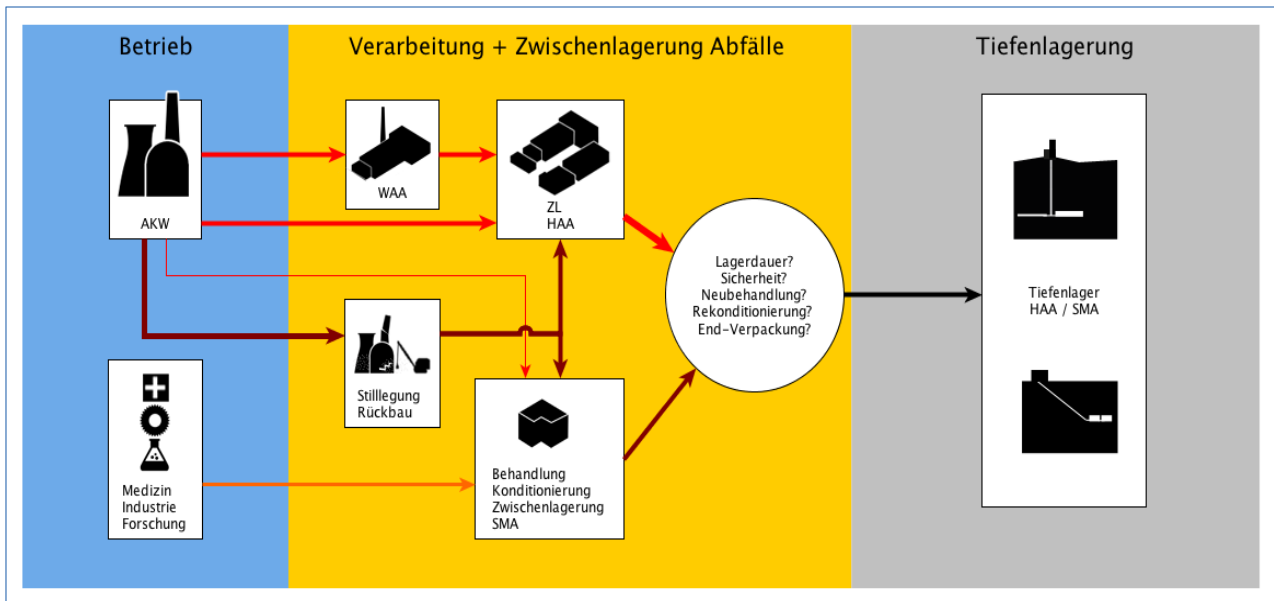 Betrieb
Verarbeitung + Zwischenlagerung Abfälle
Tiefenlagerung
AKW
WAA
ZL
HAA
Lagerdauer?
Sicherheit?
Neubehandlung?
Rekonditionierung?
End-Verpackung?
Tiefenlager
HAA / SMA
Stilllegung
Rückbau
Medizin
Industrie
Forschung
Behandlung
Konditionierung
Zwischenlagerung
SMA